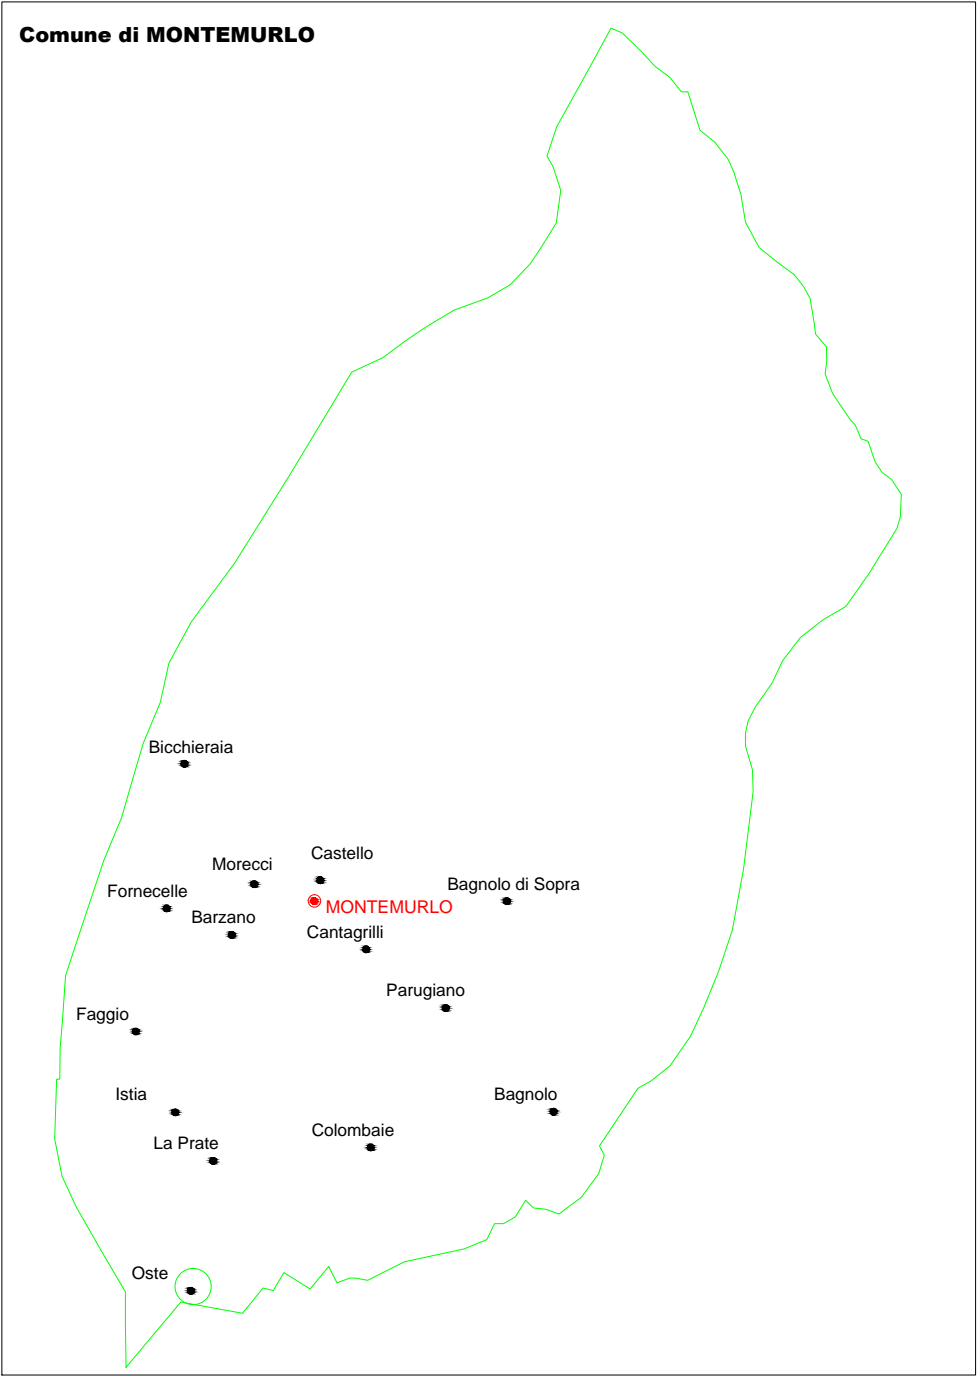 Comune di MONTEMURLO
Bicchieraia
Castello
Morecci
Bagnolo di Sopra
Fornecelle
MONTEMURLO
Barzano
Cantagrilli
Parugiano
Faggio
Istia
Bagnolo
Colombaie
La Prate
Oste